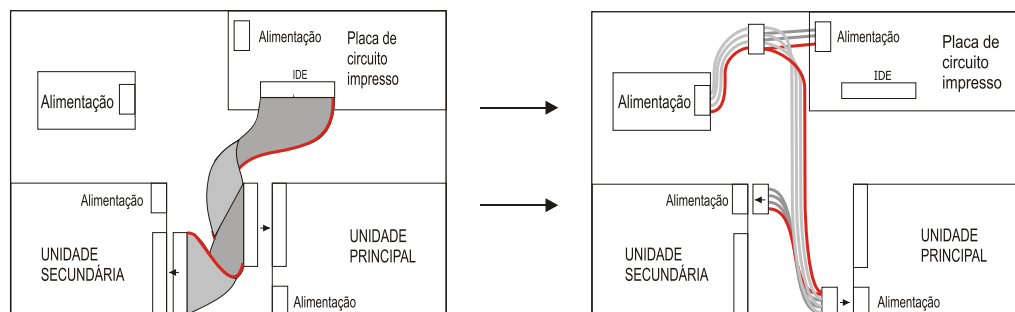 Alimentação
Placa de
circuito
impresso
IDE
Alimentação
Alimentação
UNIDADE
SECUNDÁRIA
UNIDADE
PRINCIPAL
Alimentação
Alimentação
Placa de
circuito
impresso
IDE
Alimentação
Alimentação
UNIDADE
SECUNDÁRIA
UNIDADE
PRINCIPAL
Alimentação